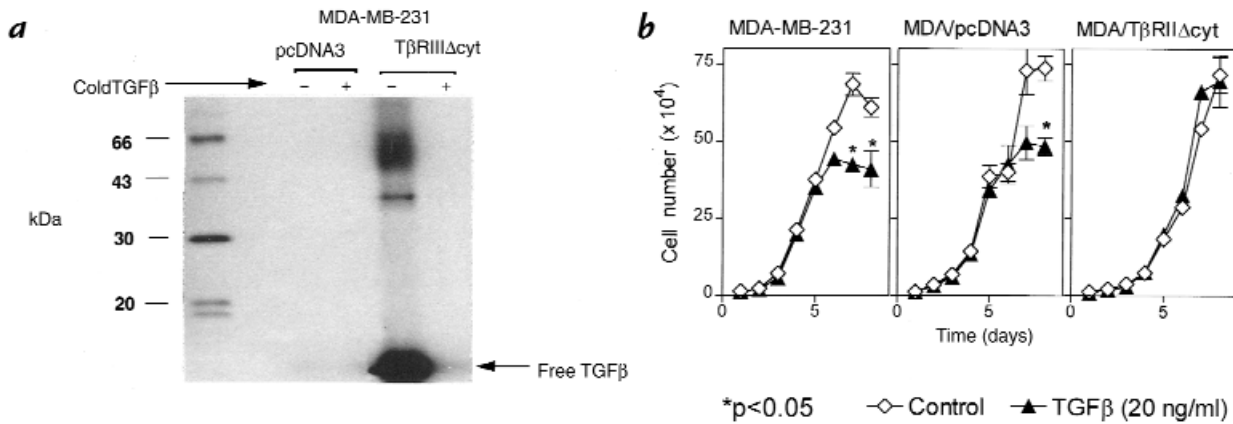 a
MDA-MB-231
pcDNA3
TβRIIIΔcyt
ColdTGFβ
− + − +
66
43
kDa
30
20
Free TGFβ
b
MDA-MB-231
MDA/pcDNA3
MDA/TβRIIΔcyt
Cell number (x 10⁴)
75
50
25
0
* *
*
0 5
0 5
0 5
Time (days)
*p<0.05
Control
TGFβ (20 ng/ml)